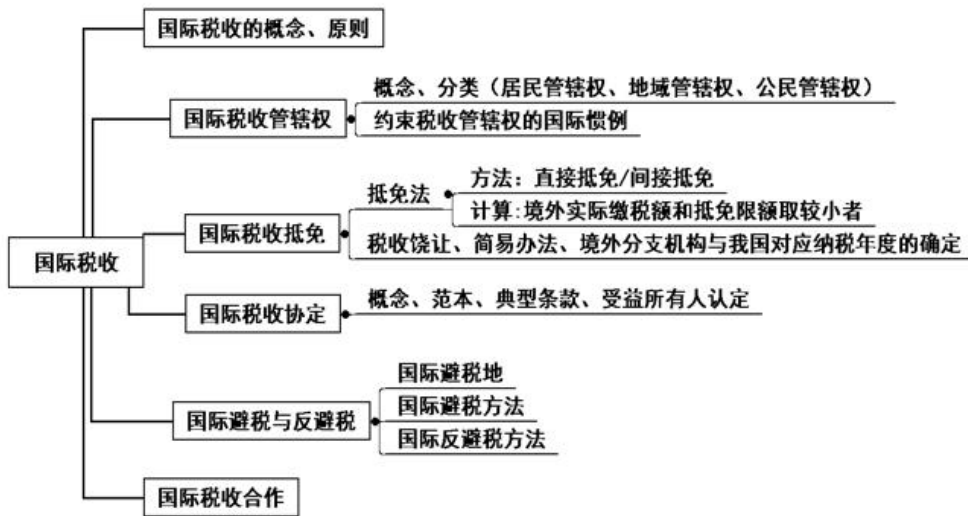 国际税收的概念、原则
概念、分类（居民管辖权、地域管辖权、公民管辖权）
国际税收管辖权
约束税收管辖权的国际惯例
方法：直接抵免/间接抵免
抵免法
计算:境外实际缴税额和抵免限额取较小者
国际税收抵免
税收饶让、简易办法、境外分支机构与我国对应纳税年度的确定
国际税收
国际税收协定
概念、范本、典型条款、受益所有人认定
国际避税地
国际避税与反避税
国际避税方法
国际反避税方法
国际税收合作